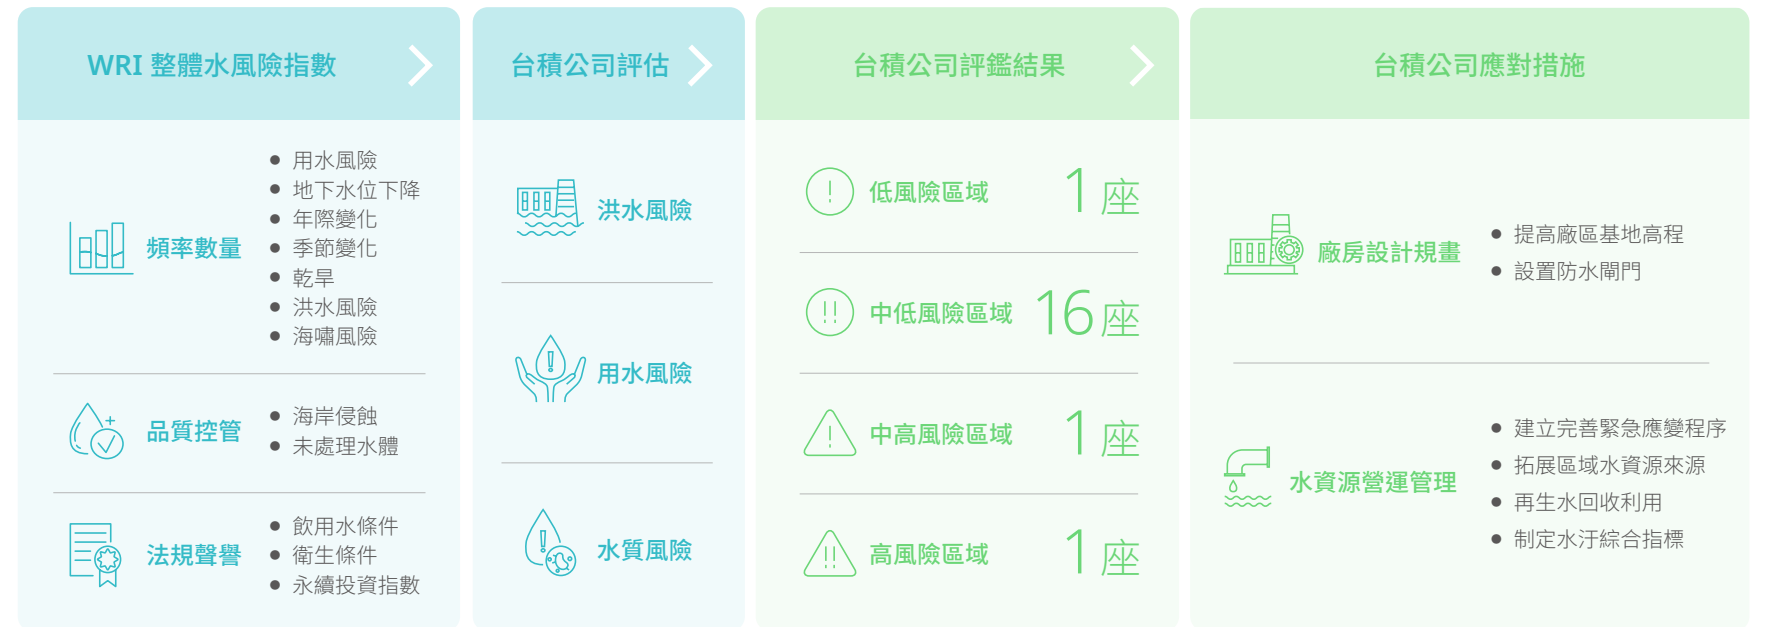 WRI 整體水風險指數
頻率數量
用水風險
地下水位下降
年際變化
季節變化
乾旱
洪水風險
海嘯風險
品質控管
海岸侵蝕
未處理水體
法規聲譽
飲用水條件
衛生條件
永續投資指數
台積公司評估
洪水風險
用水風險
水質風險
台積公司評鑑結果
低風險區域 1 座
中低風險區域 16 座
中高風險區域 1 座
高風險區域 1 座
台積公司應對措施
廠房設計規畫
提高廠區基地高程
設置防水閘門
水資源營運管理
建立完善緊急應變程序
拓展區域水資源來源
再生水回收利用
制定水汙綜合指標